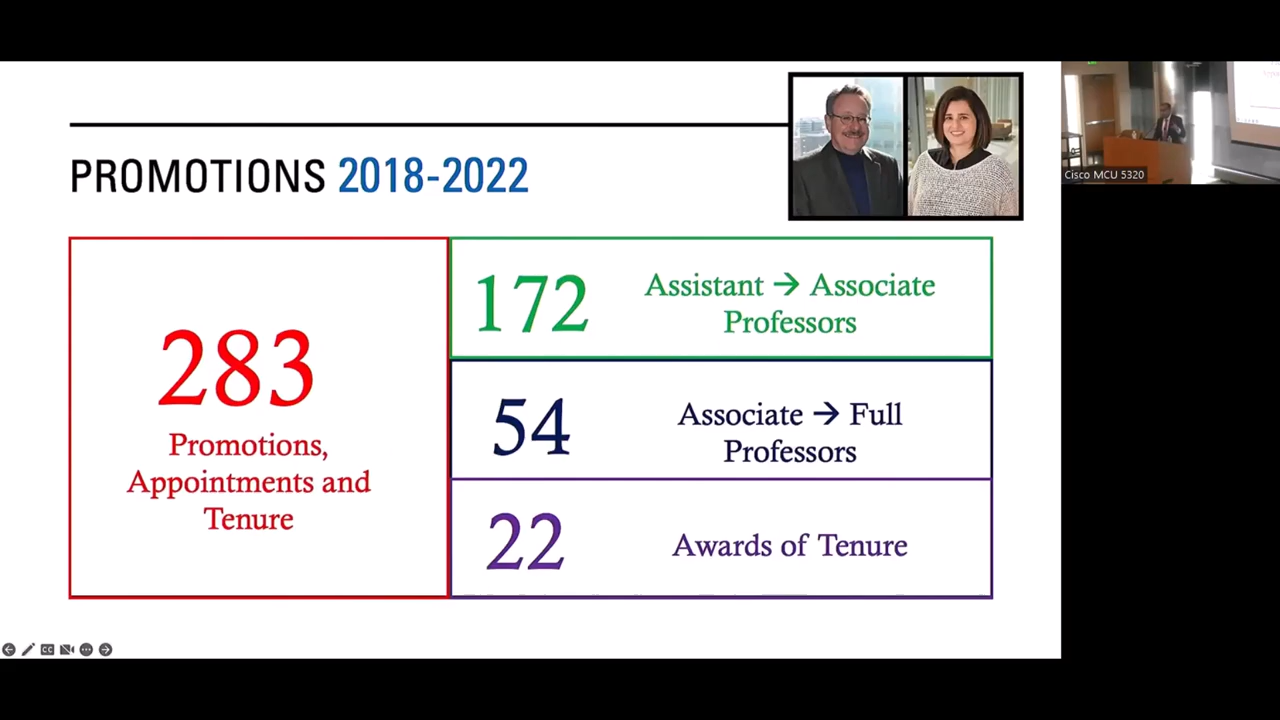 PROMOTIONS 2018-2022
283
Promotions,
Appointments and
Tenure
172
Assistant → Associate
Professors
54
Associate → Full
Professors
22
Awards of Tenure
Cisco MCU 5320
CC